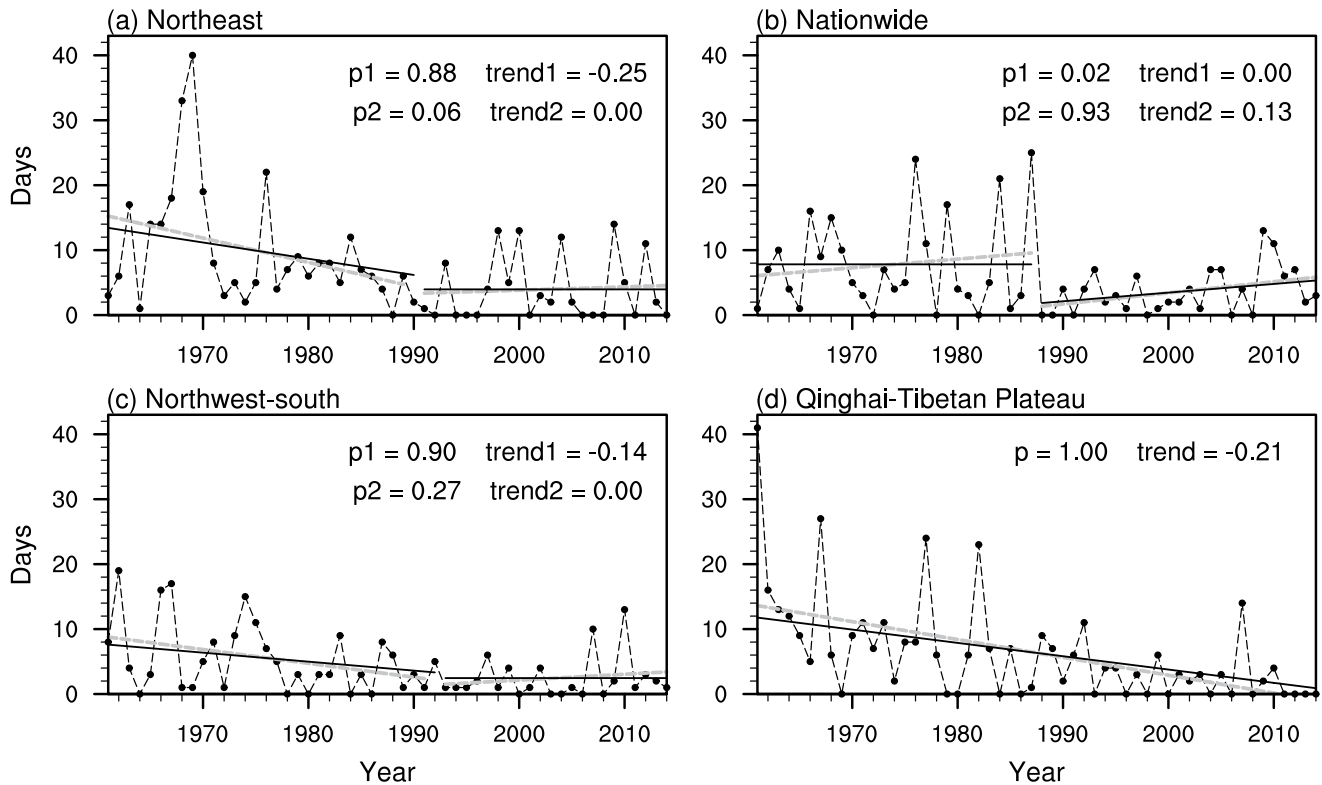 (a) Northeast
p1 = 0.88 trend1 = -0.25
p2 = 0.06 trend2 = 0.00
Days
40
30
20
10
0
1970 1980 1990 2000 2010
(b) Nationwide
p1 = 0.02 trend1 = 0.00
p2 = 0.93 trend2 = 0.13
40
30
20
10
0
1970 1980 1990 2000 2010
(c) Northwest-south
p1 = 0.90 trend1 = -0.14
p2 = 0.27 trend2 = 0.00
Days
40
30
20
10
0
1970 1980 1990 2000 2010
Year
(d) Qinghai-Tibetan Plateau
p = 1.00 trend = -0.21
40
30
20
10
0
1970 1980 1990 2000 2010
Year